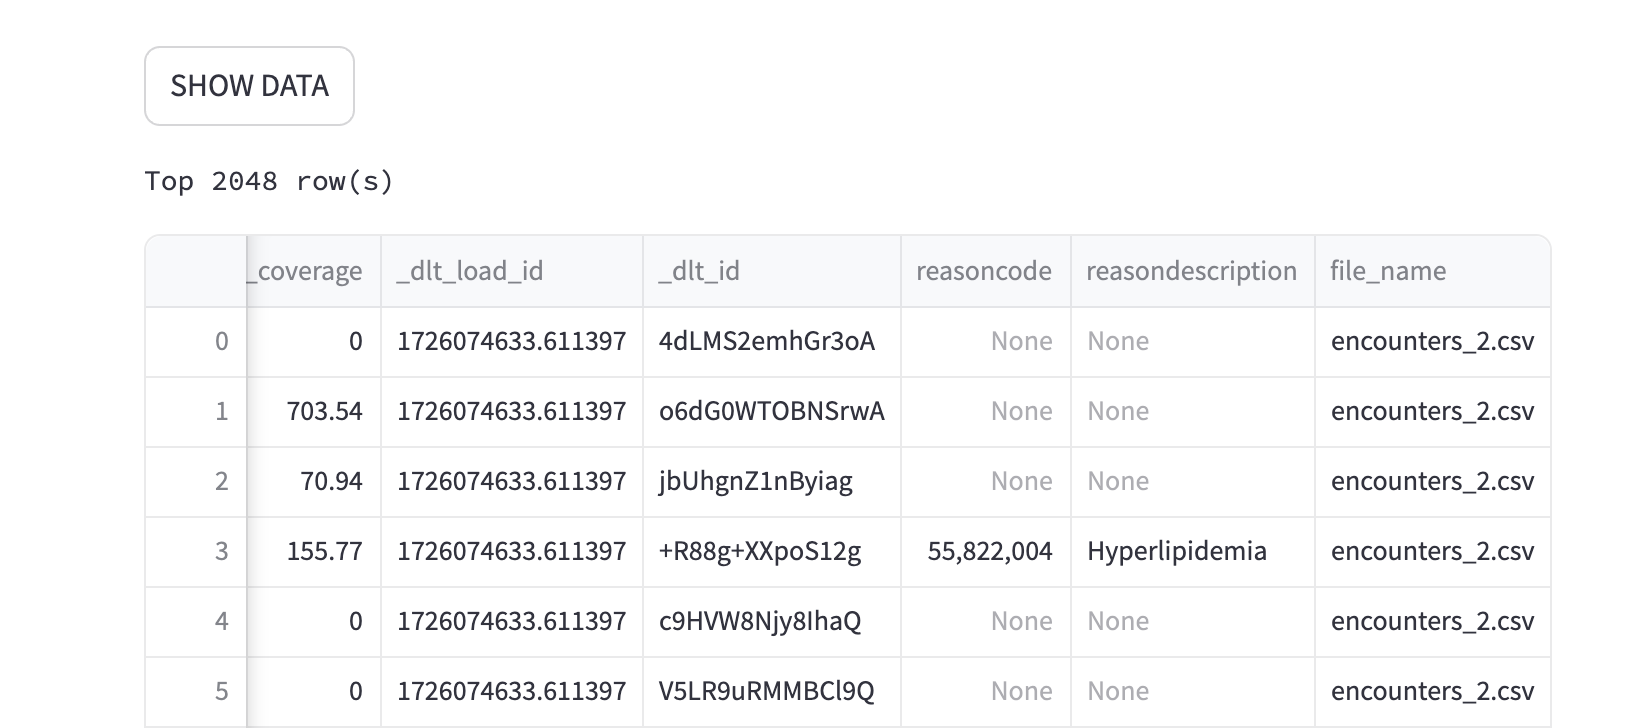 SHOW DATA
Top 2048 row(s)
_coverage _dlt_load_id _dlt_id reasoncode reasondescription file_name
0 0 1726074633.611397 4dLMS2emhGr3oA None None encounters_2.csv
1 703.54 1726074633.611397 o6dG0WTOBNSrwA None None encounters_2.csv
2 70.94 1726074633.611397 jbUhgnZ1nByiag None None encounters_2.csv
3 155.77 1726074633.611397 +R88g+XXpoS12g 55,822,004 Hyperlipidemia encounters_2.csv
4 0 1726074633.611397 c9HVW8Njy8IhaQ None None encounters_2.csv
5 0 1726074633.611397 V5LR9uRMMBCl9Q None None encounters_2.csv